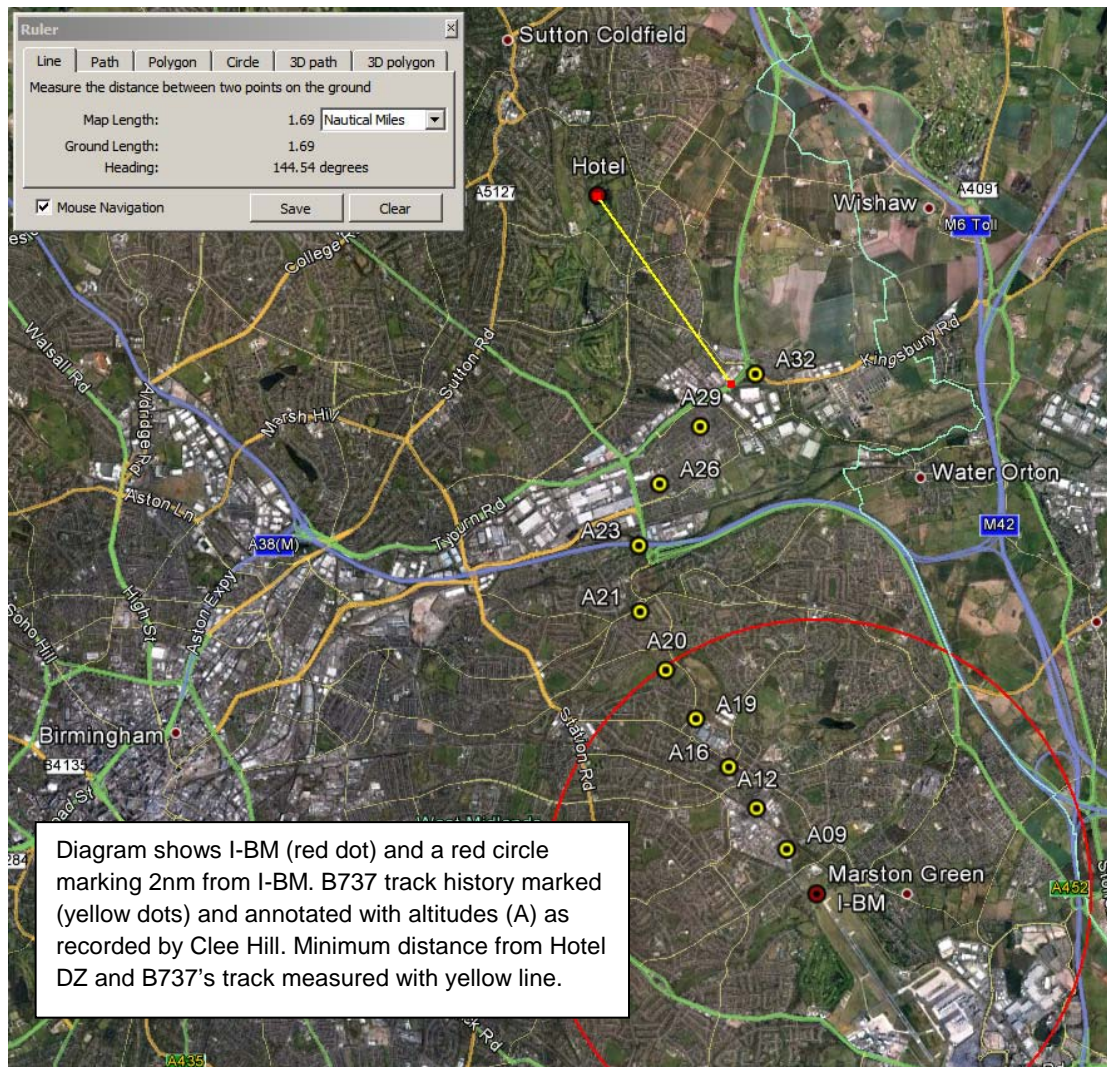 Ruler
Line Path Polygon Circle 3D path 3D polygon
Measure the distance between two points on the ground
Map Length: 1.69 Nautical Miles
Ground Length: 1.69
Heading: 144.54 degrees
Mouse Navigation Save Clear
Sutton Coldfield
Hotel
A5127
A4091
Wishaw
M6 Toll
College
Walsall Rd
Aldridge Rd
Sutton Rd
Kingsbury Rd
A32
A29
Marsh Hill
A26
Water Orton
Aston Ln
Tyburn Rd
M42
A38(M)
A23
Aston Expy
High St
Soho Hill
A21
A20
A19
Station Rd
Birmingham
B4135
A16
A12
West Midlands
A09
Marston Green
I-BM
A452
Diagram shows I-BM (red dot) and a red circle
marking 2nm from I-BM. B737 track history marked
(yellow dots) and annotated with altitudes (A) as
recorded by Clee Hill. Minimum distance from Hotel
DZ and B737's track measured with yellow line.
A435